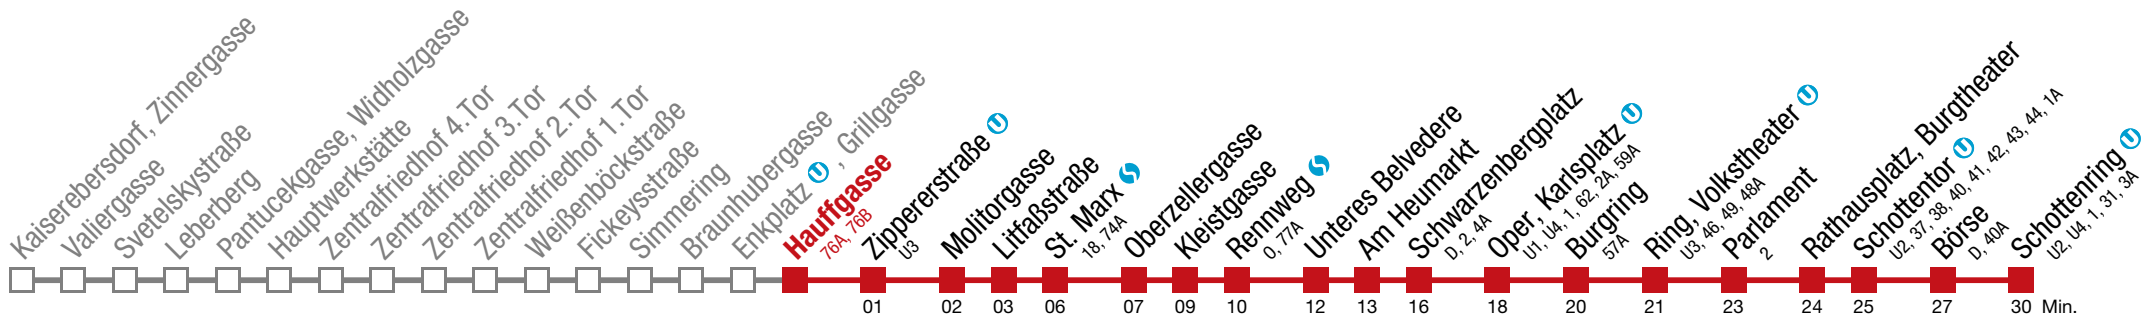 Kaiserebersdorf, Zinnergasse
Valiergasse
Svetelskystraße
Leberberg
Pantucekgasse, Widholzgasse
Hauptwerkstätte
Zentralfriedhof 4. Tor
Zentralfriedhof 3. Tor
Zentralfriedhof 2. Tor
Zentralfriedhof 1. Tor
Weißenböckstraße
Fickeysstraße
Simmering
Braunhubergasse
Enkplatz U, Grillgasse
Hauffgasse
76A, 76B
Zippererstraße U
U3
Molitorgasse
Litfaßstraße
St. Marx S
18, 74A
Oberzellergasse
Kleistgasse
Rennweg S
O, 77A
Unteres Belvedere
Am Heumarkt
Schwarzenbergplatz
D, 2, 4A
Oper, Karlsplatz U
U1, U4, 1, 62, 2A, 59A
Burgring
57A
Ring, Volkstheater U
U3, 46, 49, 48A
Parlament
2
Rathausplatz, Burgtheater
Schottentor U
U2, 37, 38, 40, 41, 42, 43, 44, 1A
Börse
D, 40A
Schottenring U
U2, U4, 1, 31, 3A
01 02 03 06 07 09 10 12 13 16 18 20 21 23 24 25 27 30 Min.